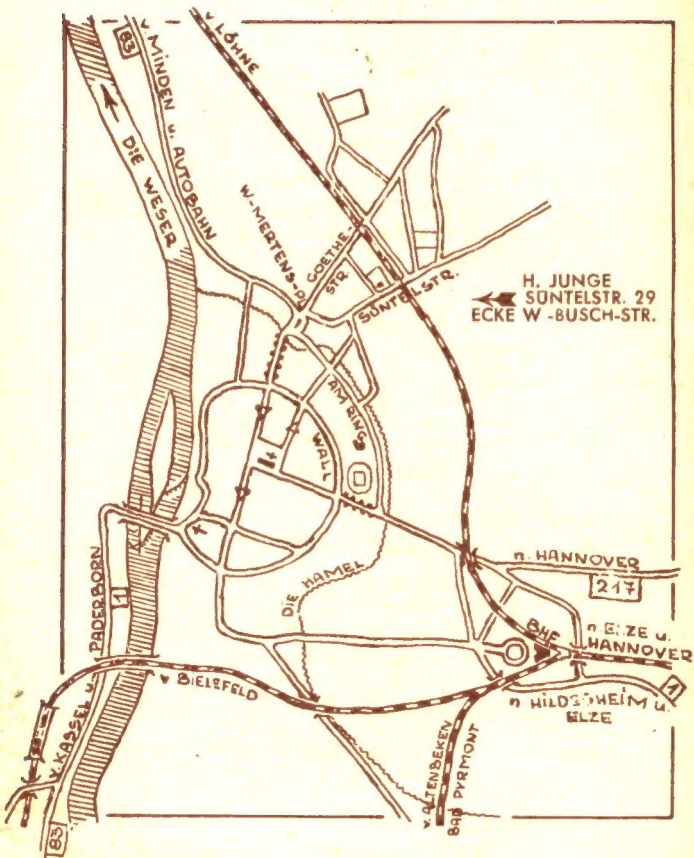 83
v. MINDEN u. AUTOBAHN
v. LÖHNE
DIE WESER
W-MERTENS-PL
GOETHE-
STR
SÜNTELSTR.
H. JUNGE
SÜNTELSTR. 29
ECKE W-BUSCH-STR.
AM RING
WALL
n. HANNOVER
217
DIE HAMEL
PADERBORN
1
v. KASSEL u.
BHF
n ELZE u.
HANNOVER
1
n HILDESHEIM u.
ELZE
v BIELEFELD
v. ALTENBEKEN
BAD PYRMONT
83